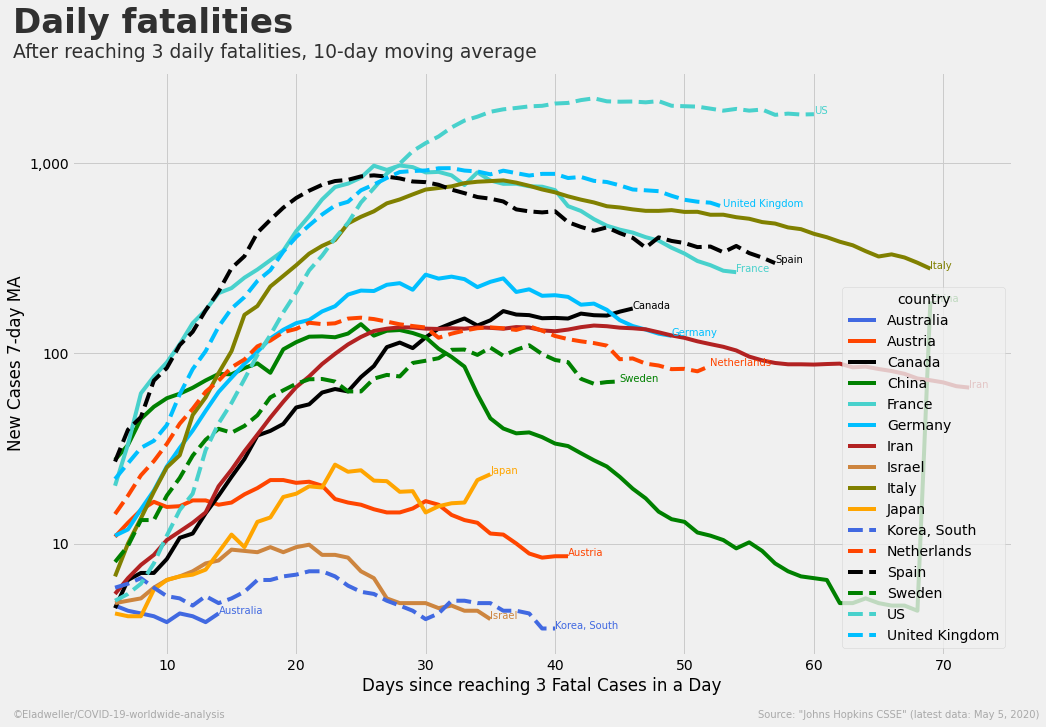 Daily fatalities
After reaching 3 daily fatalities, 10-day moving average
New Cases 7-day MA
1,000
100
10
US
United Kingdom
Spain
France
Italy
Canada
Germany
Netherlands
Sweden
Iran
Japan
Austria
Israel
Australia
Korea, South
country
Australia
Austria
Canada
China
France
Germany
Iran
Israel
Italy
Japan
Korea, South
Netherlands
Spain
Sweden
US
United Kingdom
10 20 30 40 50 60 70
Days since reaching 3 Fatal Cases in a Day
©Eladweller/COVID-19-worldwide-analysis
Source: "Johns Hopkins CSSE" (latest data: May 5, 2020)